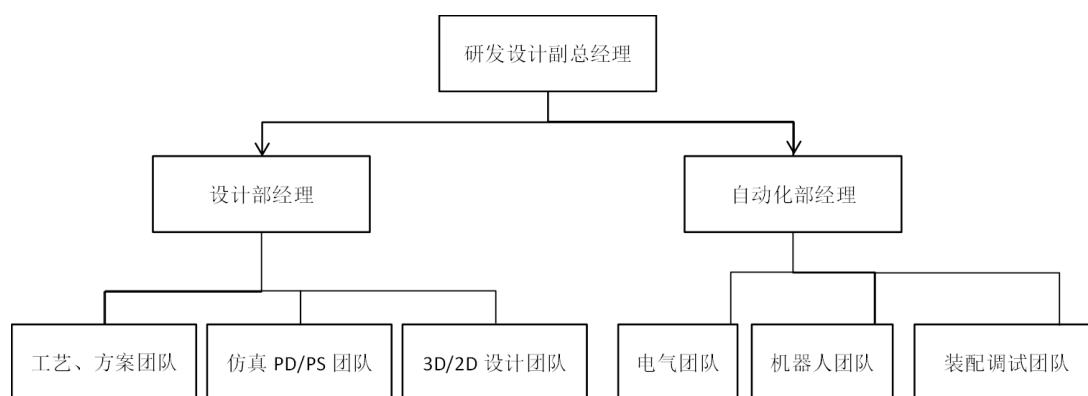 研发设计副总经理
设计部经理
自动化部经理
工艺、方案团队
仿真 PD/PS 团队
3D/2D 设计团队
电气团队
机器人团队
装配调试团队